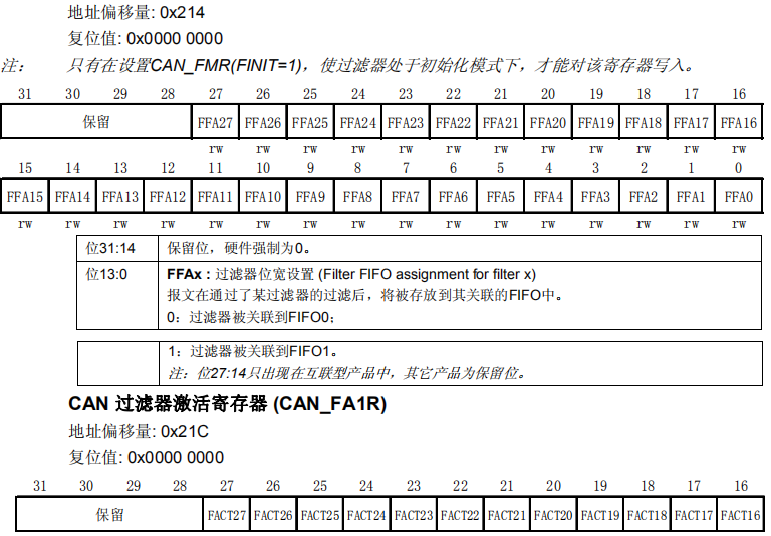 地址偏移量: 0x214
复位值: 0x0000 0000
注： 只有在设置CAN_FMR(FINIT=1)，使过滤器处于初始化模式下，才能对该寄存器写入。
31 30 29 28 27 26 25 24 23 22 21 20 19 18 17 16
保留 FFA27 FFA26 FFA25 FFA24 FFA23 FFA22 FFA21 FFA20 FFA19 FFA18 FFA17 FFA16
rw rw rw rw rw rw rw rw rw rw rw rw
15 14 13 12 11 10 9 8 7 6 5 4 3 2 1 0
FFA15 FFA14 FFA13 FFA12 FFA11 FFA10 FFA9 FFA8 FFA7 FFA6 FFA5 FFA4 FFA3 FFA2 FFA1 FFA0
rw rw rw rw rw rw rw rw rw rw rw rw rw rw rw rw
位31:14 保留位，硬件强制为0。
位13:0 FFAx : 过滤器位宽设置 (Filter FIFO assignment for filter x)
报文在通过了某过滤器的过滤后，将被存放到其关联的FIFO中。
0：过滤器被关联到FIFO0；
1：过滤器被关联到FIFO1。
注：位27:14只出现在互联型产品中，其它产品为保留位。
CAN 过滤器激活寄存器 (CAN_FA1R)
地址偏移量: 0x21C
复位值: 0x0000 0000
31 30 29 28 27 26 25 24 23 22 21 20 19 18 17 16
保留 FACT27 FACT26 FACT25 FACT24 FACT23 FACT22 FACT21 FACT20 FACT19 FACT18 FACT17 FACT16